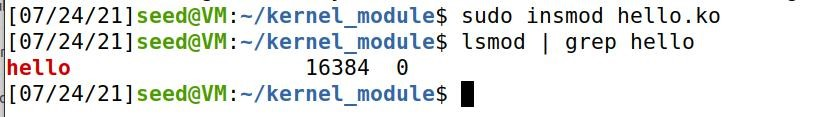 [07/24/21]seed@VM:~/kernel_module$ sudo insmod hello.ko
[07/24/21]seed@VM:~/kernel_module$ lsmod | grep hello
hello                  16384  0
[07/24/21]seed@VM:~/kernel_module$